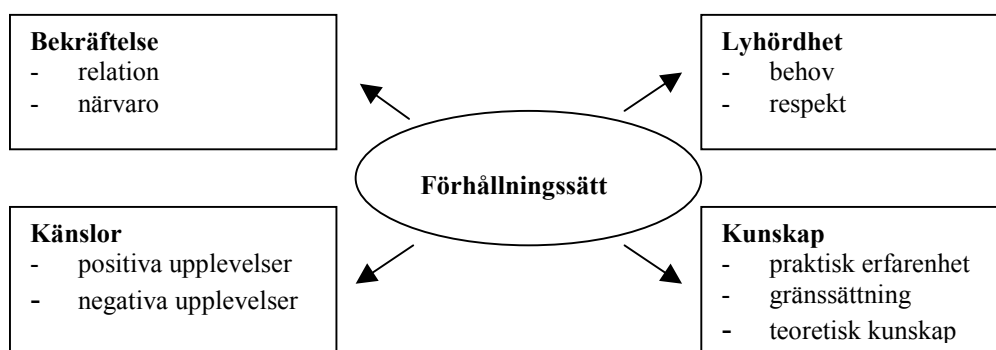 Bekräftelse
- relation
- närvaro
Lyhördhet
- behov
- respekt
Förhållningssätt
Känslor
- positiva upplevelser
- negativa upplevelser
Kunskap
- praktisk erfarenhet
- gränssättning
- teoretisk kunskap